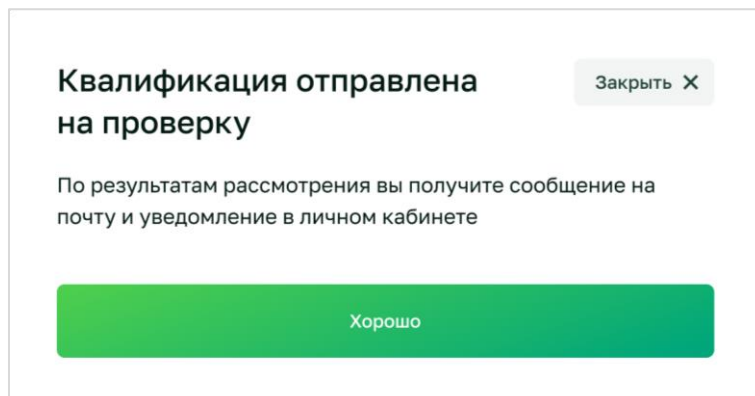 Квалификация отправлена
на проверку
Закрыть
По результатам рассмотрения вы получите сообщение на
почту и уведомление в личном кабинете
Хорошо